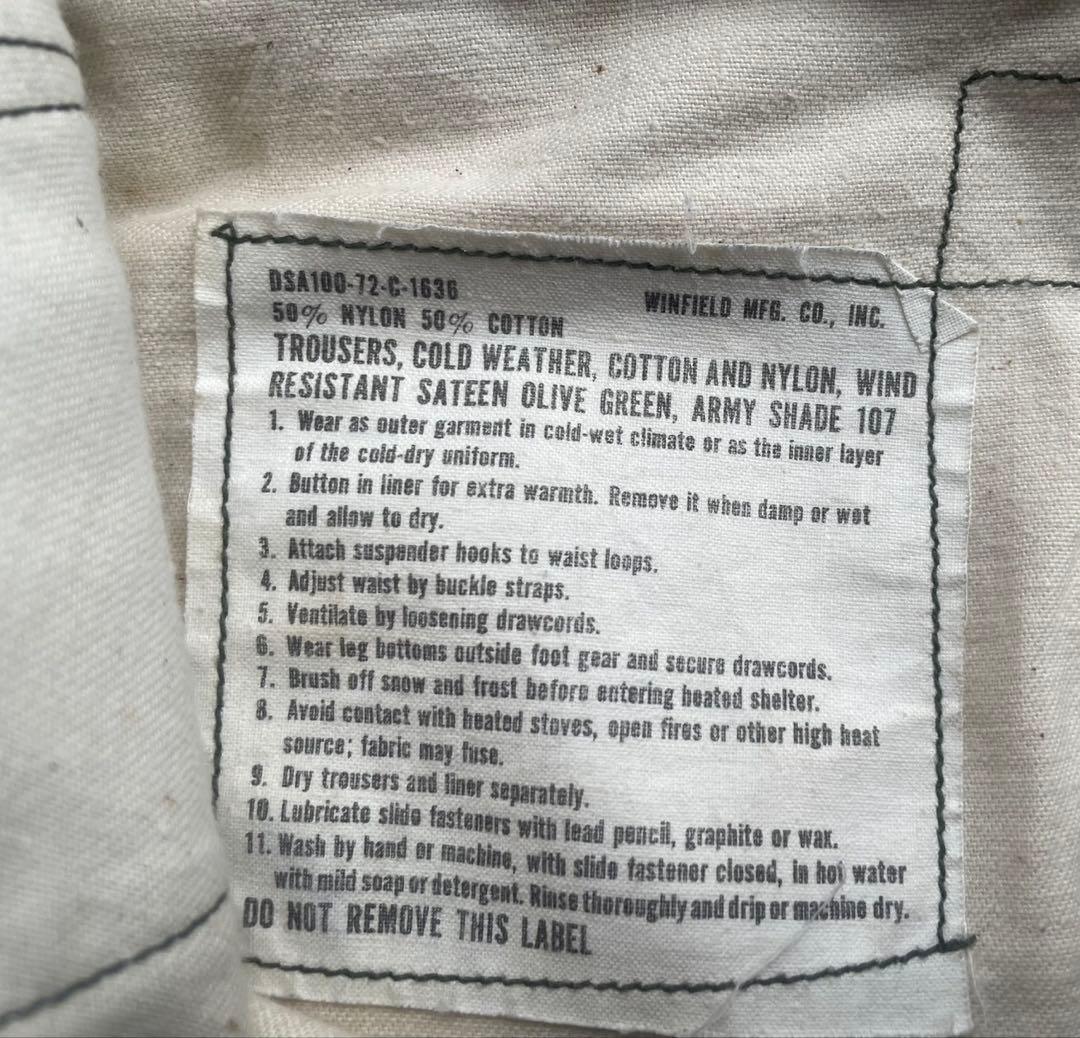 DSA100-72-C-1636
WINFIELD MFG. CO., INC.
50% NYLON 50% COTTON
TROUSERS, COLD WEATHER, COTTON AND NYLON, WIND
RESISTANT SATEEN OLIVE GREEN, ARMY SHADE 107
1. Wear as outer garment in cold-wet climate or as the inner layer
of the cold-dry uniform.
2. Button in liner for extra warmth. Remove it when damp or wet
and allow to dry.
3. Attach suspender hooks to waist loops.
4. Adjust waist by buckle straps.
5. Ventilate by loosening drawcords.
6. Wear leg bottoms outside foot gear and secure drawcords.
7. Brush off snow and frost before entering heated shelter.
8. Avoid contact with heated stoves, open fires or other high heat
source; fabric may fuse.
9. Dry trousers and liner separately.
10. Lubricate slide fasteners with lead pencil, graphite or wax.
11. Wash by hand or machine, with slide fastener closed, in hot water
with mild soap or detergent. Rinse thoroughly and drip or machine dry.
DO NOT REMOVE THIS LABEL